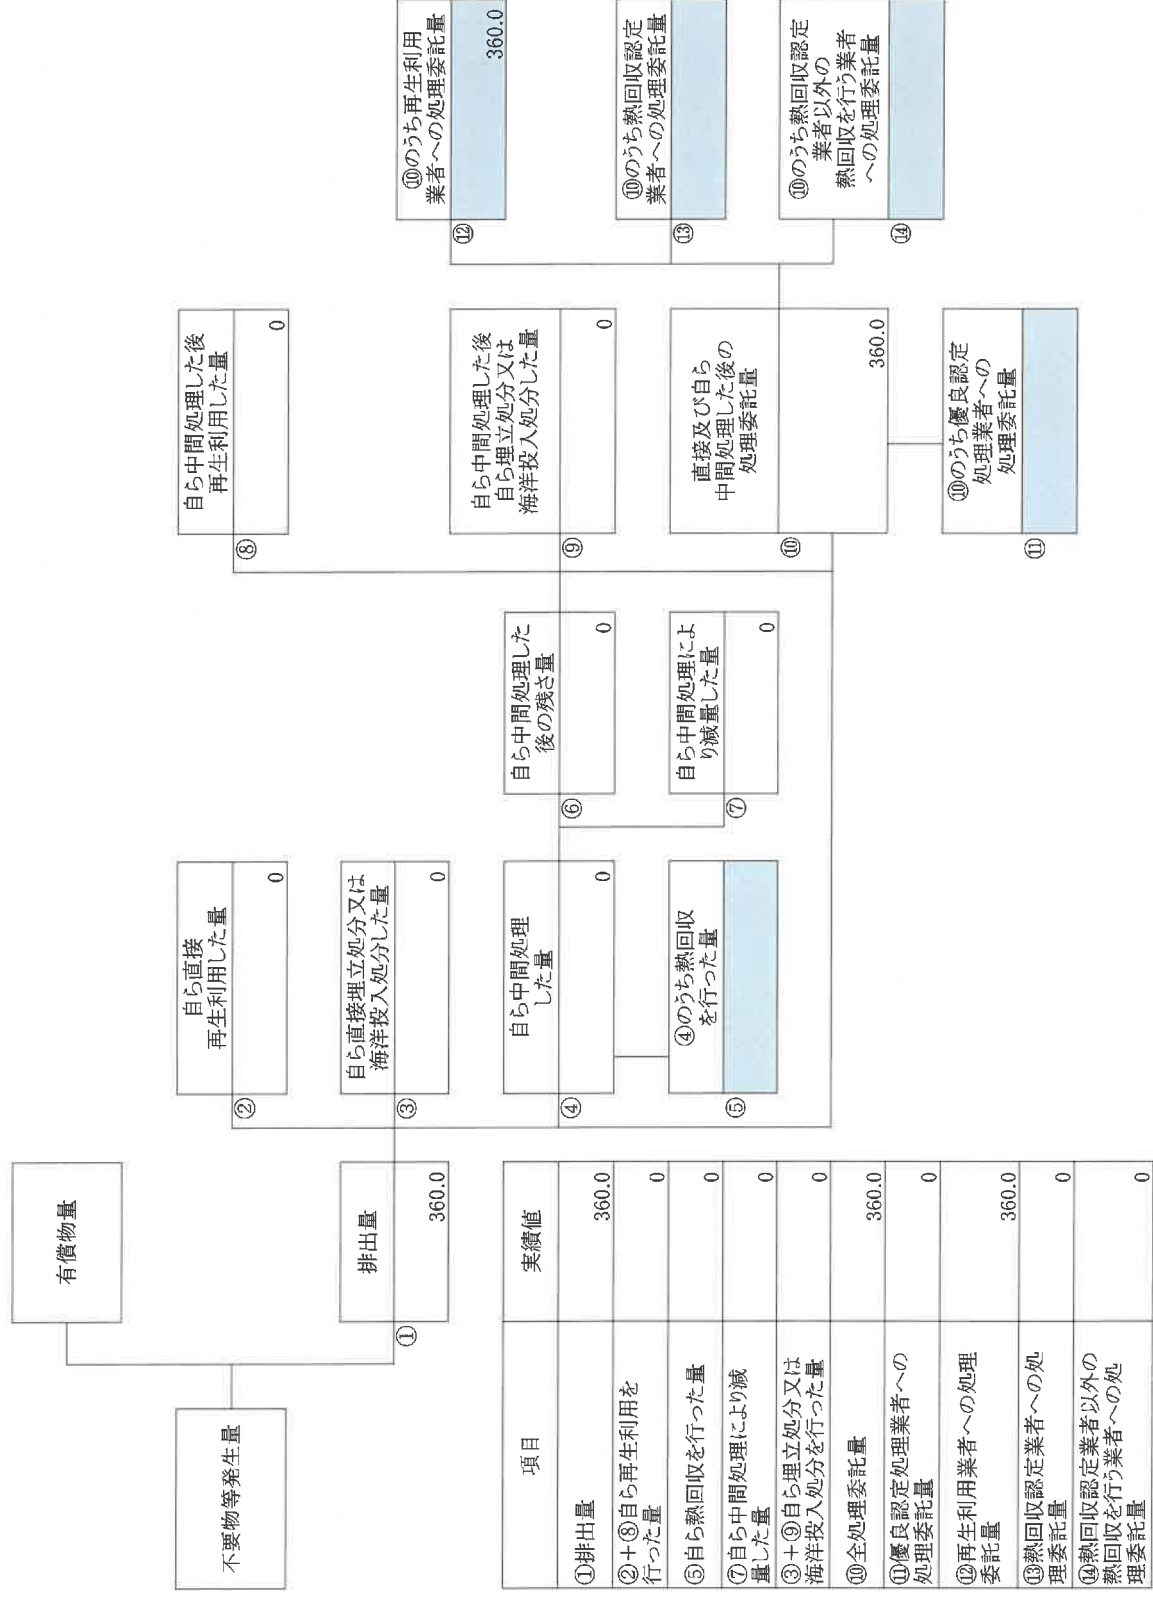 不要物等発生量
有償物量
①
排出量
360.0
②
自ら直接
再生利用した量
0
③
自ら直接埋立処分又は
海洋投入処分した量
0
④
自ら中間処理
した量
0
⑤
④のうち熱回収
を行った量
⑥
自ら中間処理した
後の残さ量
0
⑦
自ら中間処理によ
り減量した量
0
⑧
自ら中間処理した後
再生利用した量
0
⑨
自ら中間処理した後
自ら埋立処分又は
海洋投入処分した量
0
⑩
直接及び自ら
中間処理した後の
処理委託量
360.0
⑪
⑩のうち優良認定
処理業者への
処理委託量
⑫
⑩のうち再生利用
業者への処理委託量
360.0
⑬
⑩のうち熱回収認定
業者への処理委託量
⑭
⑩のうち熱回収認定
業者以外の
熱回収を行う業者
への処理委託量
項目 実績値
①排出量 360.0
②+⑧自ら再生利用を
行った量 0
⑤自ら熱回収を行った量 0
⑦自ら中間処理により減
量した量 0
③+⑨自ら埋立処分又は
海洋投入処分を行った量 0
⑩全処理委託量 360.0
⑪優良認定処理業者への
処理委託量 0
⑫再生利用業者への処理
委託量 360.0
⑬熱回収認定業者への処
理委託量 0
⑭熱回収認定業者以外の
熱回収を行う業者への処
理委託量 0